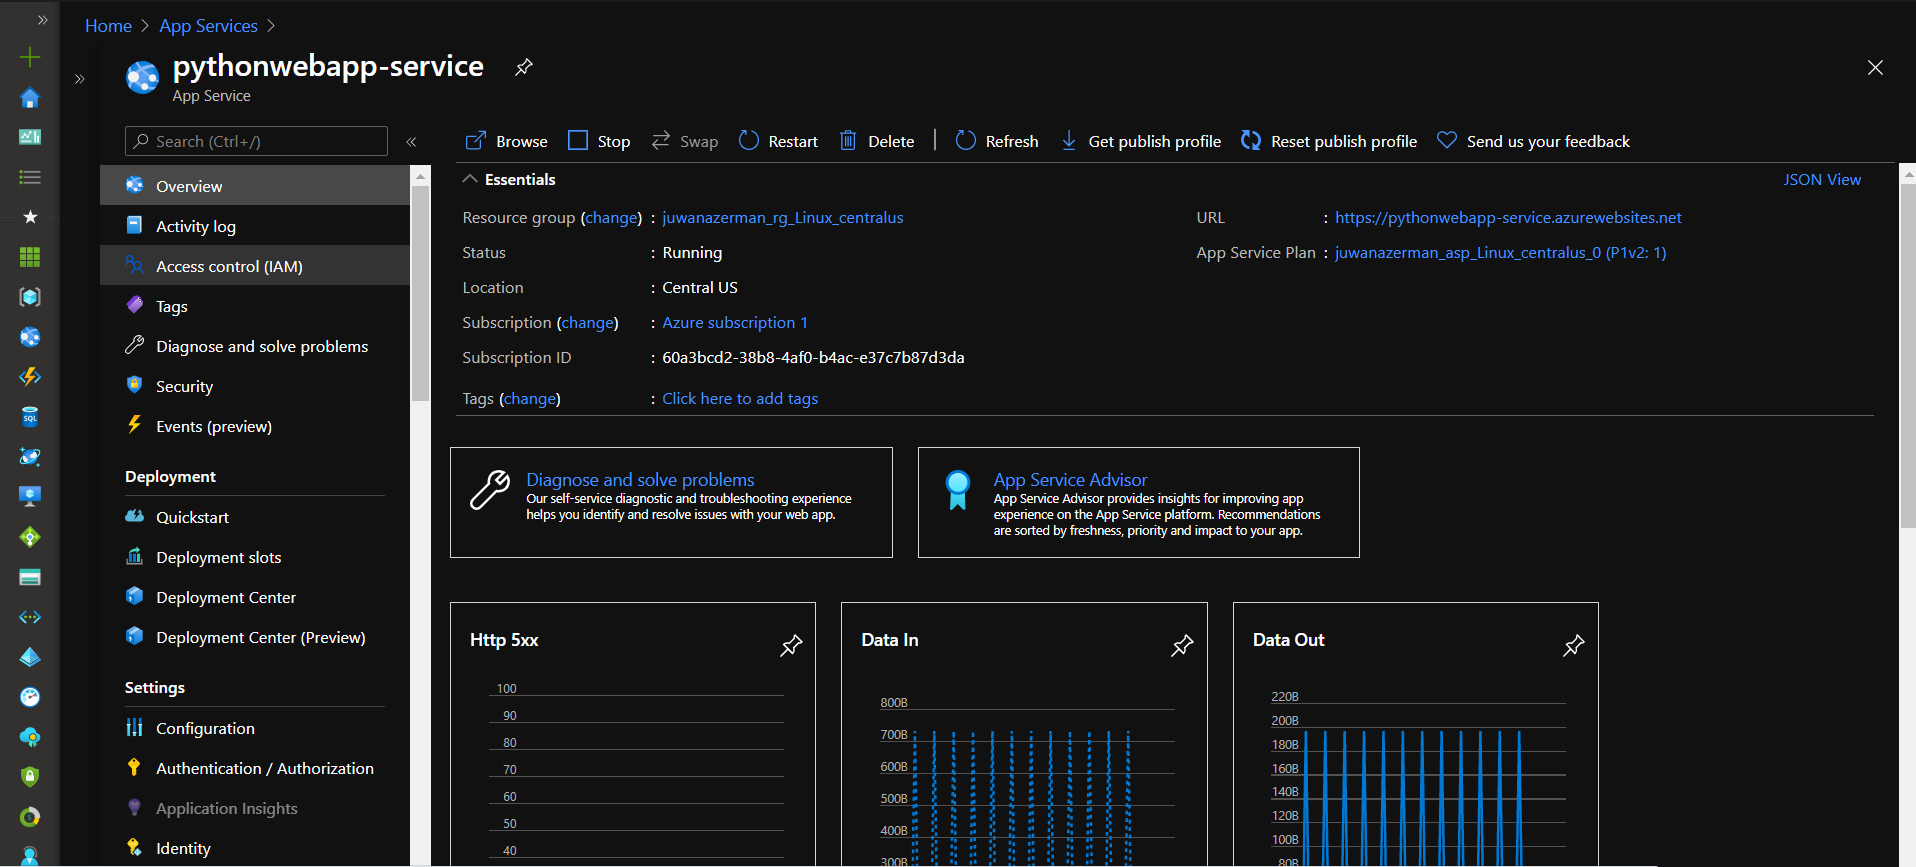 Home > App Services >
pythonwebapp-service
App Service
Search (Ctrl+/)
Browse Stop Swap Restart Delete | Refresh Get publish profile Reset publish profile Send us your feedback
Overview
Activity log
Access control (IAM)
Tags
Diagnose and solve problems
Security
Events (preview)
Deployment
Quickstart
Deployment slots
Deployment Center
Deployment Center (Preview)
Settings
Configuration
Authentication / Authorization
Application Insights
Identity
SQL
Essentials
JSON View
Resource group (change) : juwanazerman_rg_Linux_centralus
Status : Running
Location : Central US
Subscription (change) : Azure subscription 1
Subscription ID : 60a3bcd2-38b8-4af0-b4ac-e37c7b87d3da
Tags (change) : Click here to add tags
URL : https://pythonwebapp-service.azurewebsites.net
App Service Plan : juwanazerman_asp_Linux_centralus_0 (P1v2: 1)
Diagnose and solve problems
Our self-service diagnostic and troubleshooting experience
helps you identify and resolve issues with your web app.
App Service Advisor
App Service Advisor provides insights for improving app
experience on the App Service platform. Recommendations
are sorted by freshness, priority and impact to your app.
Http 5xx
100
90
80
70
60
50
40
Data In
800B
700B
600B
500B
400B
300B
Data Out
220B
200B
180B
160B
140B
120B
100B
80B